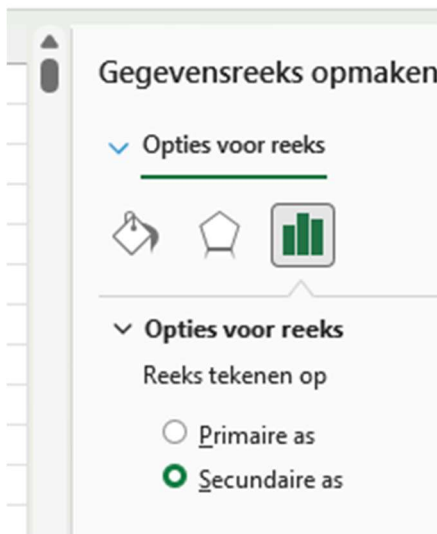 Gegevensreeks opmaken
Opties voor reeks
Opties voor reeks
Reeks tekenen op
Primaire as
Secundaire as